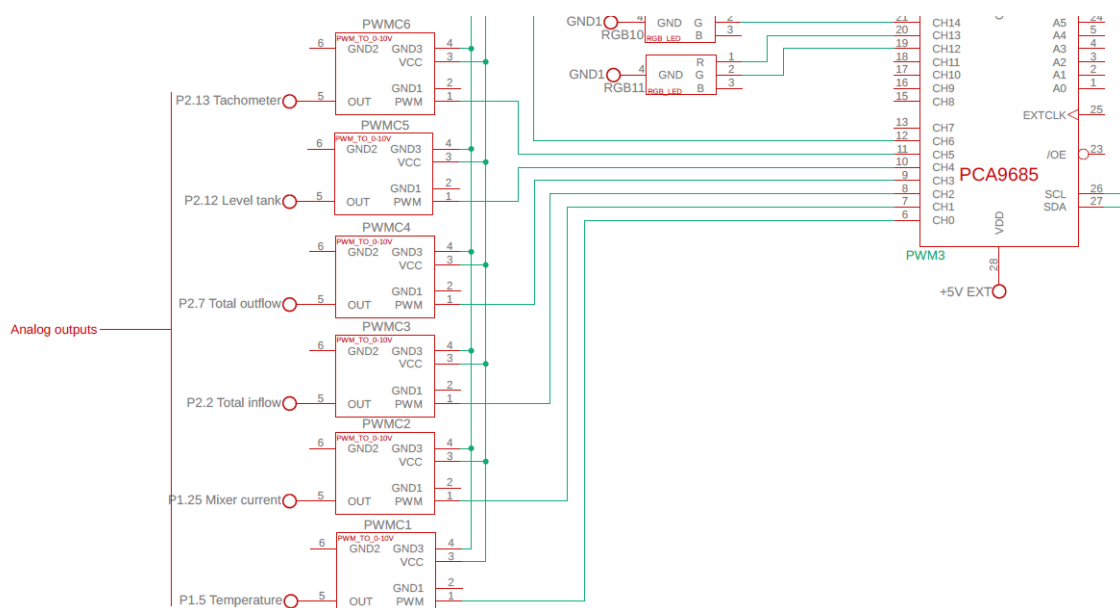 PWMC6
PWM_TO_0-10V
6 GND2 GND3 4
VCC 3
GND1 2
P2.13 Tachometer 5 OUT PWM 1
PWMC5
PWM_TO_0-10V
6 GND2 GND3 4
VCC 3
GND1 2
P2.12 Level tank 5 OUT PWM 1
PWMC4
PWM_TO_0-10V
6 GND2 GND3 4
VCC 3
GND1 2
P2.7 Total outflow 5 OUT PWM 1
Analog outputs
PWMC3
PWM_TO_0-10V
6 GND2 GND3 4
VCC 3
GND1 2
P2.2 Total inflow 5 OUT PWM 1
PWMC2
PWM_TO_0-10V
6 GND2 GND3 4
VCC 3
GND1 2
P1.25 Mixer current 5 OUT PWM 1
PWMC1
PWM_TO_0-10V
6 GND2 GND3 4
VCC 3
GND1 2
P1.5 Temperature 5 OUT PWM 1
GND1 4 GND G 2
B 3
RGB10 RGB_LED
R 1
GND1 4 GND G 2
B 3
RGB11 RGB_LED
21 CH14
20 CH13
19 CH12
18 CH11
17 CH10
16 CH9
15 CH8
13 CH7
12 CH6
11 CH5
10 CH4
9 CH3
8 CH2
7 CH1
6 CH0
A5 24
A4 5
A3 4
A2 3
A1 2
A0 1
EXTCLK 25
/OE 23
PCA9685
SCL 26
SDA 27
VDD
PWM3
28
+5V EXT